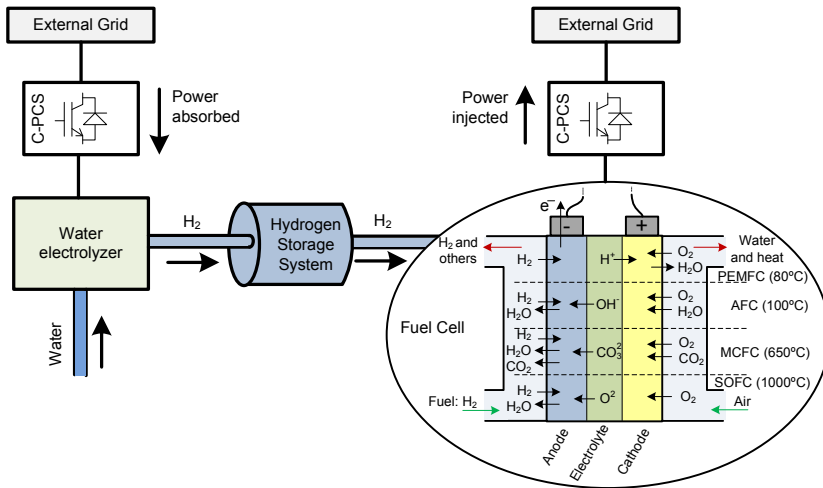 External Grid
External Grid
C-PCS
Power
absorbed
Power
injected
C-PCS
Water
electrolyzer
H₂
Hydrogen
Storage
System
H₂
Water
Fuel Cell
e⁻
-
+
H₂ and
others
Water
and heat
H₂
H⁺
O₂
H₂O
PEMFC (80ºC)
H₂
H₂O
OH⁻
O₂
H₂O
AFC (100ºC)
H₂
H₂O
CO₂
CO₃²
O₂
CO₂
MCFC (650ºC)
SOFC (1000ºC)
H₂
H₂O
O²
O₂
Fuel: H₂
Air
Anode
Electrolyte
Cathode